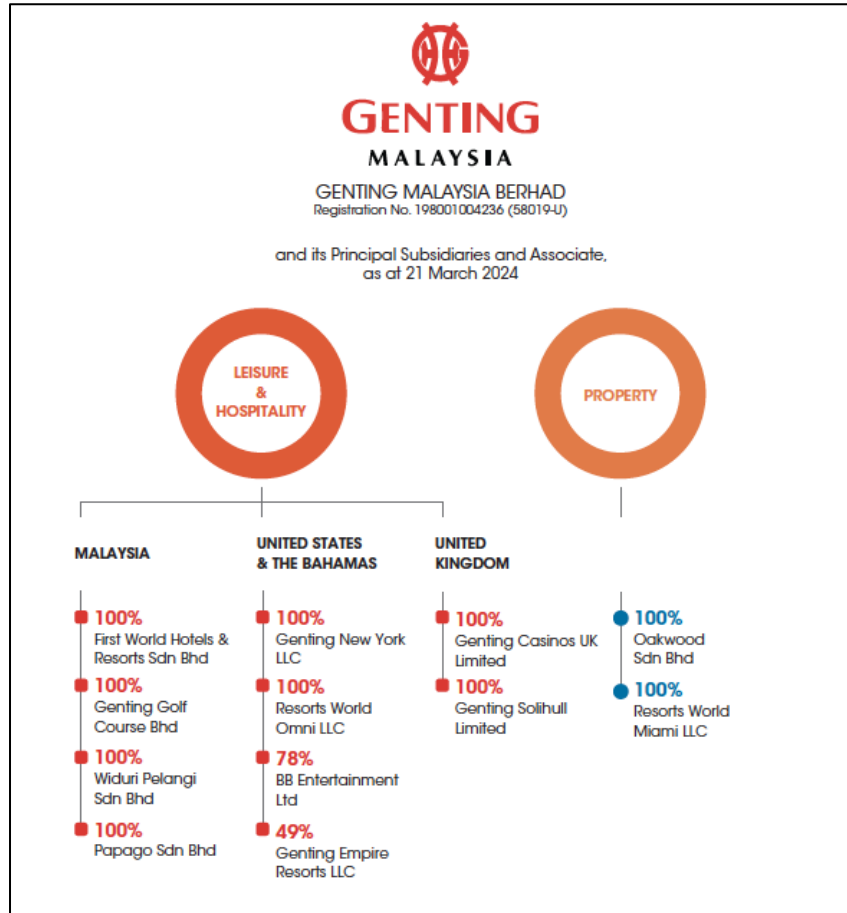 GENTING
MALAYSIA
GENTING MALAYSIA BERHAD
Registration No. 198001004236 (58019-U)
and its Principal Subsidiaries and Associate,
as at 21 March 2024
LEISURE
&
HOSPITALITY
PROPERTY
MALAYSIA
100%
First World Hotels &
Resorts Sdn Bhd
100%
Genting Golf
Course Bhd
100%
Widuri Pelangi
Sdn Bhd
100%
Papago Sdn Bhd
UNITED STATES
& THE BAHAMAS
100%
Genting New York
LLC
100%
Resorts World
Omni LLC
78%
BB Entertainment
Ltd
49%
Genting Empire
Resorts LLC
UNITED
KINGDOM
100%
Genting Casinos UK
Limited
100%
Genting Solihull
Limited
100%
Oakwood
Sdn Bhd
100%
Resorts World
Miami LLC